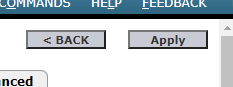 COMMANDS HELP FEEDBACK
< BACK Apply
nced